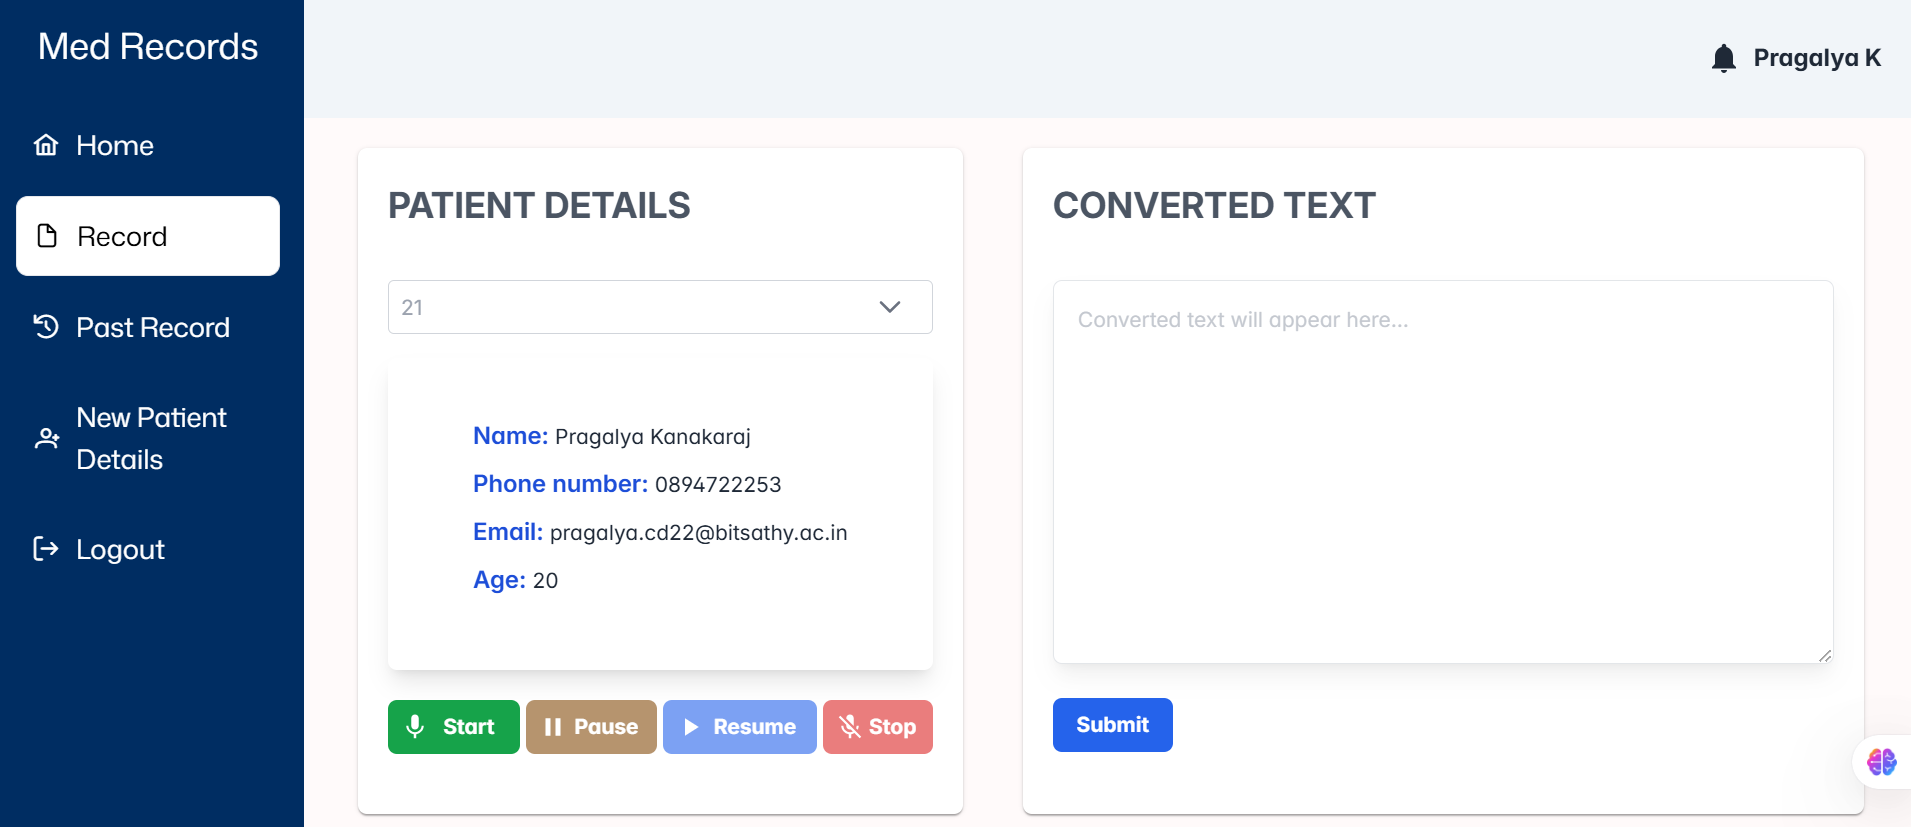 Med Records
Home
Record
Past Record
New Patient
Details
Logout
Pragalya K
PATIENT DETAILS
21
Name: Pragalya Kanakaraj
Phone number: 0894722253
Email: pragalya.cd22@bitsathy.ac.in
Age: 20
Start
Pause
Resume
Stop
CONVERTED TEXT
Converted text will appear here...
Submit